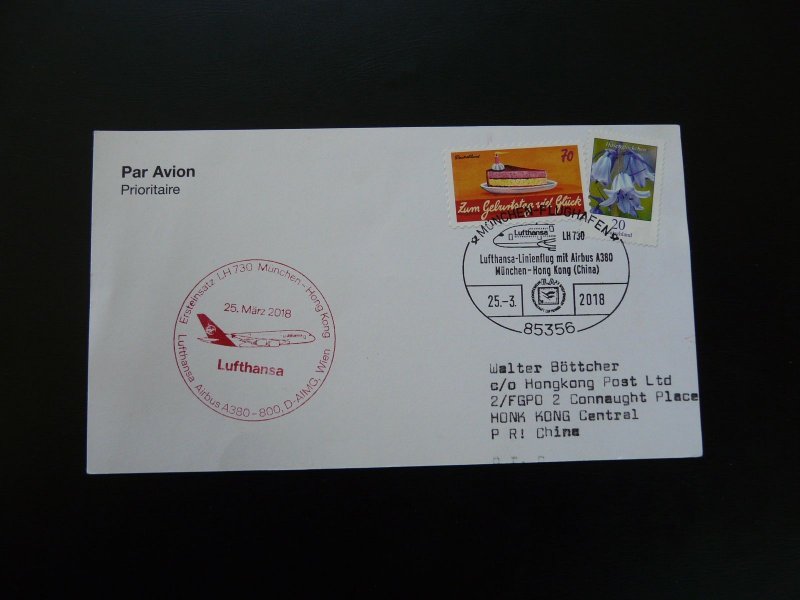 Par Avion
Prioritaire
Deutschland 70
Zum Geburtstag viel Glück
Hasenglöckchen
20
MÜNCHEN-FLUGHAFEN
Lufthansa LH 730
Lufthansa-Linienflug mit Airbus A380
München-Hong Kong (China)
25.-3. 2018
85356
Ersteinsatz LH 730 München-Hong Kong
25. März 2018
Lufthansa
Lufthansa Airbus A380-800, D-AIMG, Wien
Walter Böttcher
c/o Hongkong Post Ltd
2/FGPO 2 Connaught Place
HONK KONG Central
P R! China